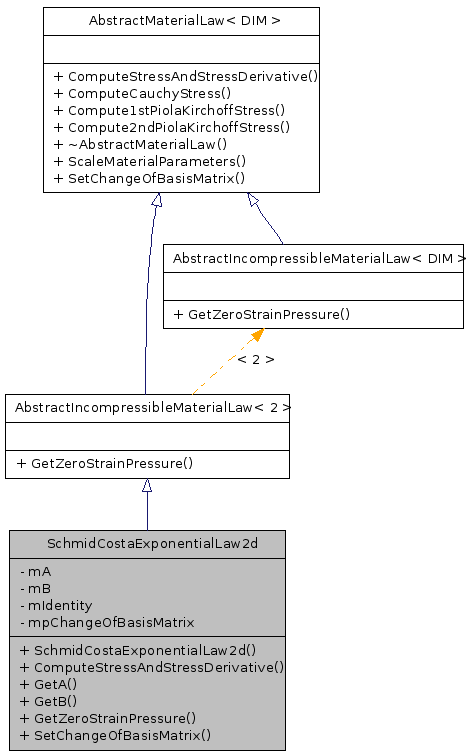 AbstractMaterialLaw< DIM >
+ ComputeStressAndStressDerivative()
+ ComputeCauchyStress()
+ Compute1stPiolaKirchoffStress()
+ Compute2ndPiolaKirchoffStress()
+ ~AbstractMaterialLaw()
+ ScaleMaterialParameters()
+ SetChangeOfBasisMatrix()
AbstractIncompressibleMaterialLaw< DIM >
+ GetZeroStrainPressure()
< 2 >
AbstractIncompressibleMaterialLaw< 2 >
+ GetZeroStrainPressure()
SchmidCostaExponentialLaw2d
- mA
- mB
- mIdentity
- mpChangeOfBasisMatrix
+ SchmidCostaExponentialLaw2d()
+ ComputeStressAndStressDerivative()
+ GetA()
+ GetB()
+ GetZeroStrainPressure()
+ SetChangeOfBasisMatrix()